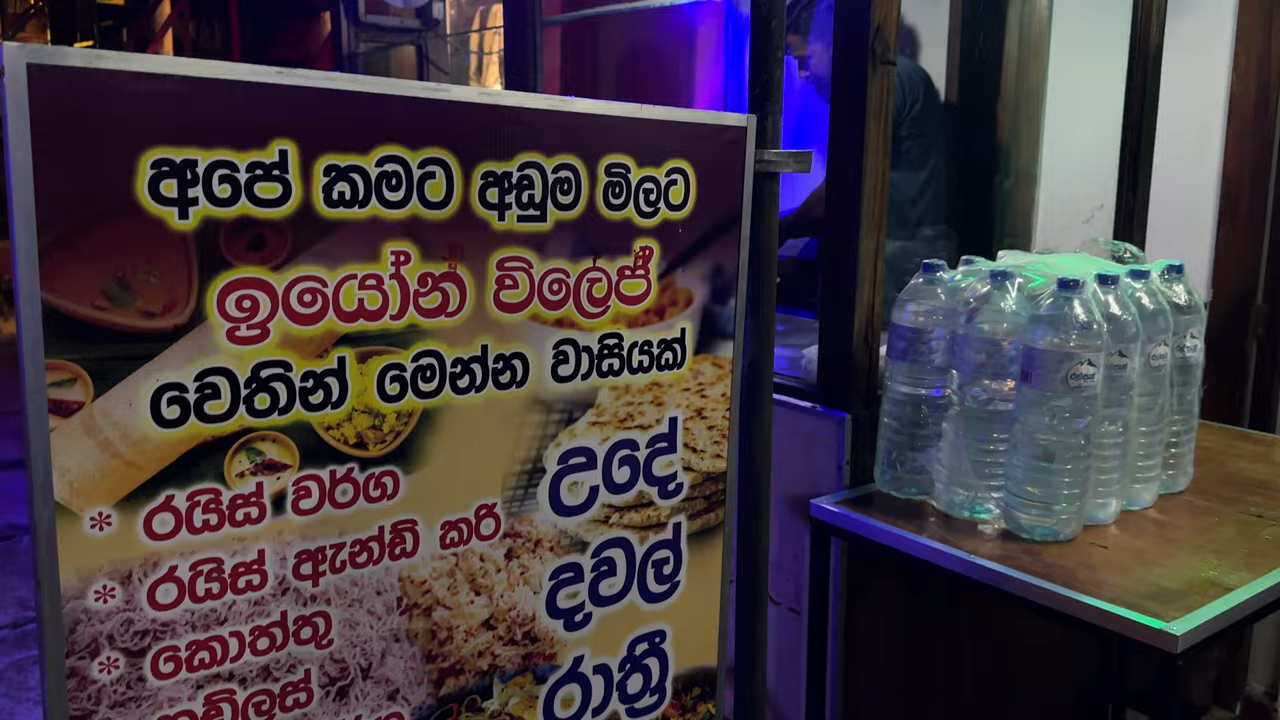 අපේ කමට අඩුම මිලට
ඉයෝන් විලේජ්
වෙතින් මෙන්න වාසියක්
* රයිස් වර්ග
* රයිස් ඇන්ඩ් කරි
* කොත්තු
උදේ
දවල්
රාත්‍රී